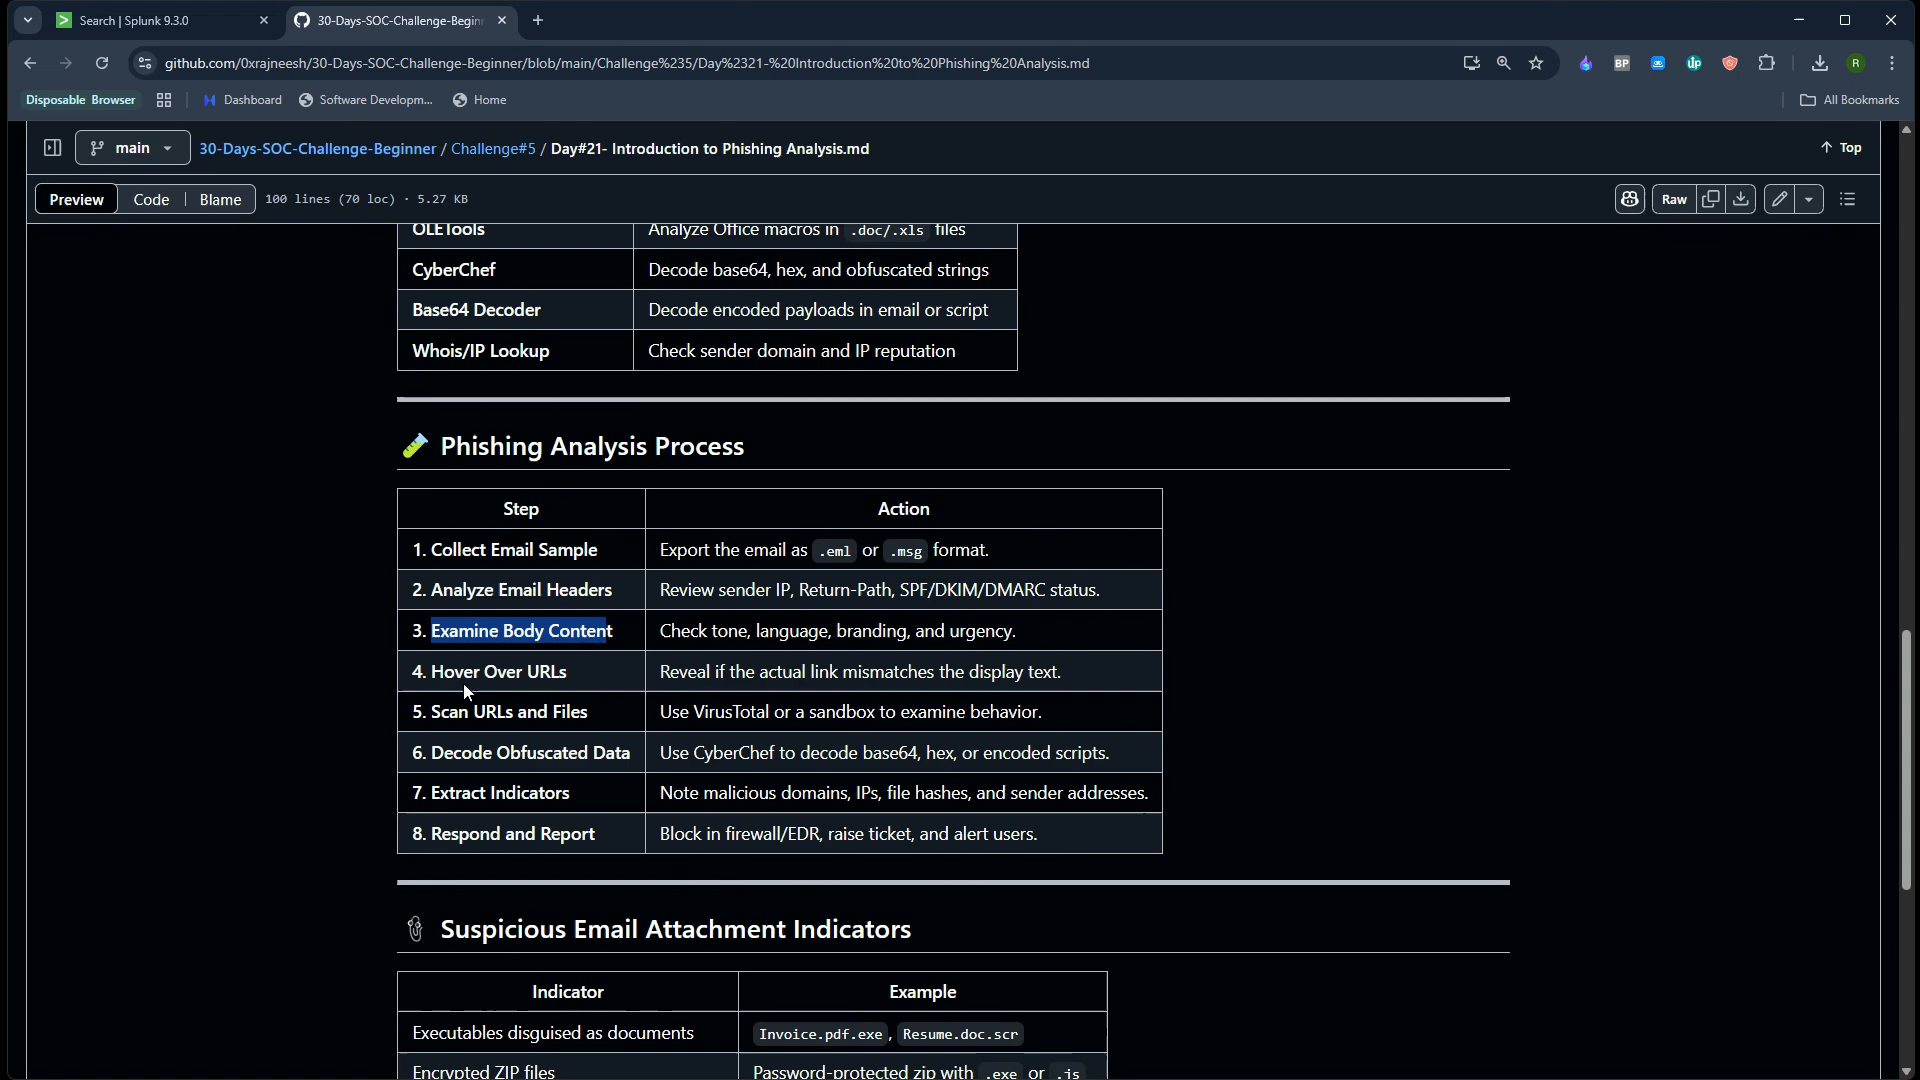 Search | Splunk 9.3.0
30-Days-SOC-Challenge-Beginn
github.com/0xrajneesh/30-Days-SOC-Challenge-Beginner/blob/main/Challenge%235/Day%2321-%20Introduction%20to%20Phishing%20Analysis.md
BP
up
R
Disposable Browser
Dashboard
Software Developm...
Home
All Bookmarks
main
30-Days-SOC-Challenge-Beginner / Challenge#5 / Day#21- Introduction to Phishing Analysis.md
Top
Preview Code Blame 100 lines (70 loc) · 5.27 KB
Raw
OLETools Analyze Office macros in .doc/.xls files
CyberChef Decode base64, hex, and obfuscated strings
Base64 Decoder Decode encoded payloads in email or script
Whois/IP Lookup Check sender domain and IP reputation
Phishing Analysis Process
Step Action
1. Collect Email Sample Export the email as .eml or .msg format.
2. Analyze Email Headers Review sender IP, Return-Path, SPF/DKIM/DMARC status.
3. Examine Body Content Check tone, language, branding, and urgency.
4. Hover Over URLs Reveal if the actual link mismatches the display text.
5. Scan URLs and Files Use VirusTotal or a sandbox to examine behavior.
6. Decode Obfuscated Data Use CyberChef to decode base64, hex, or encoded scripts.
7. Extract Indicators Note malicious domains, IPs, file hashes, and sender addresses.
8. Respond and Report Block in firewall/EDR, raise ticket, and alert users.
Suspicious Email Attachment Indicators
Indicator Example
Executables disguised as documents Invoice.pdf.exe, Resume.doc.scr
Encrypted ZIP files Password-protected zip with .exe or .js